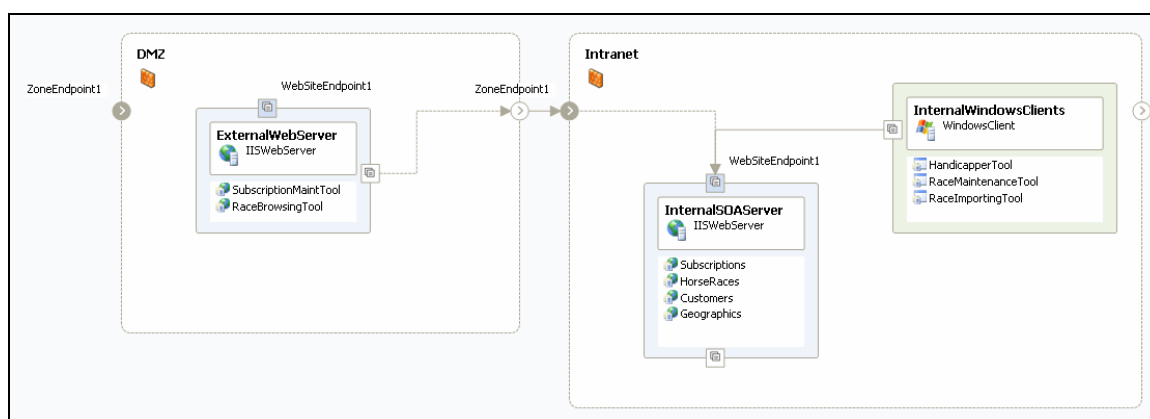 DMZ
ZoneEndpoint1
WebSiteEndpoint1
ExternalWebServer
IISWebServer
SubscriptionMaintTool
RaceBrowsingTool
ZoneEndpoint1
Intranet
WebSiteEndpoint1
InternalSOAServer
IISWebServer
Subscriptions
HorseRaces
Customers
Geographics
InternalWindowsClients
WindowsClient
HandicapperTool
RaceMaintenanceTool
RaceImportingTool